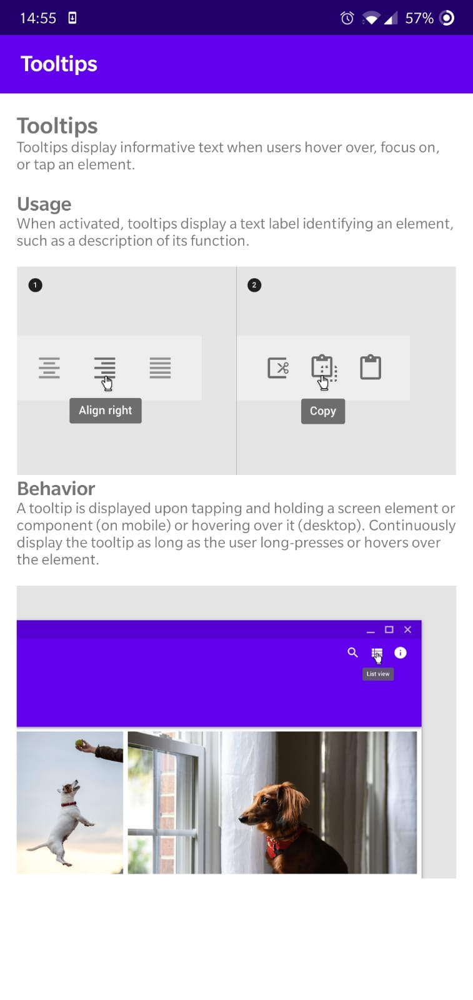 14:55
57%
Tooltips
Tooltips
Tooltips display informative text when users hover over, focus on,
or tap an element.
Usage
When activated, tooltips display a text label identifying an element,
such as a description of its function.
1
2
Align right
Copy
Behavior
A tooltip is displayed upon tapping and holding a screen element or
component (on mobile) or hovering over it (desktop). Continuously
display the tooltip as long as the user long-presses or hovers over
the element.
List view